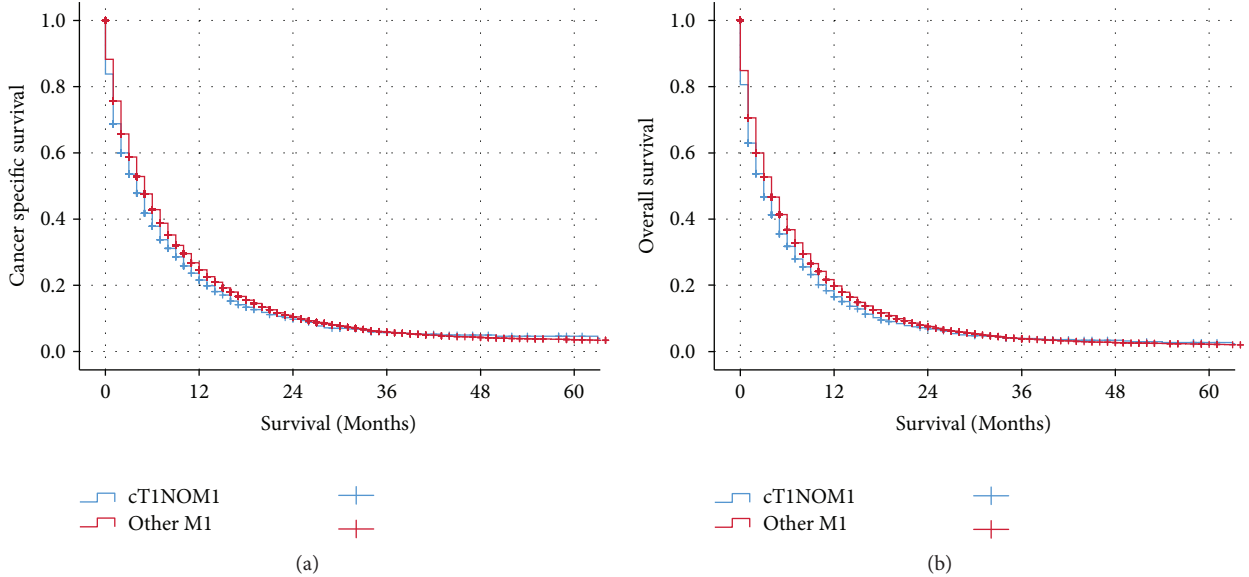 Cancer specific survival
1.0
0.8
0.6
0.4
0.2
0.0
0 12 24 36 48 60
Survival (Months)
cT1NOM1
Other M1
(a)
Overall survival
1.0
0.8
0.6
0.4
0.2
0.0
0 12 24 36 48 60
Survival (Months)
cT1NOM1
Other M1
(b)